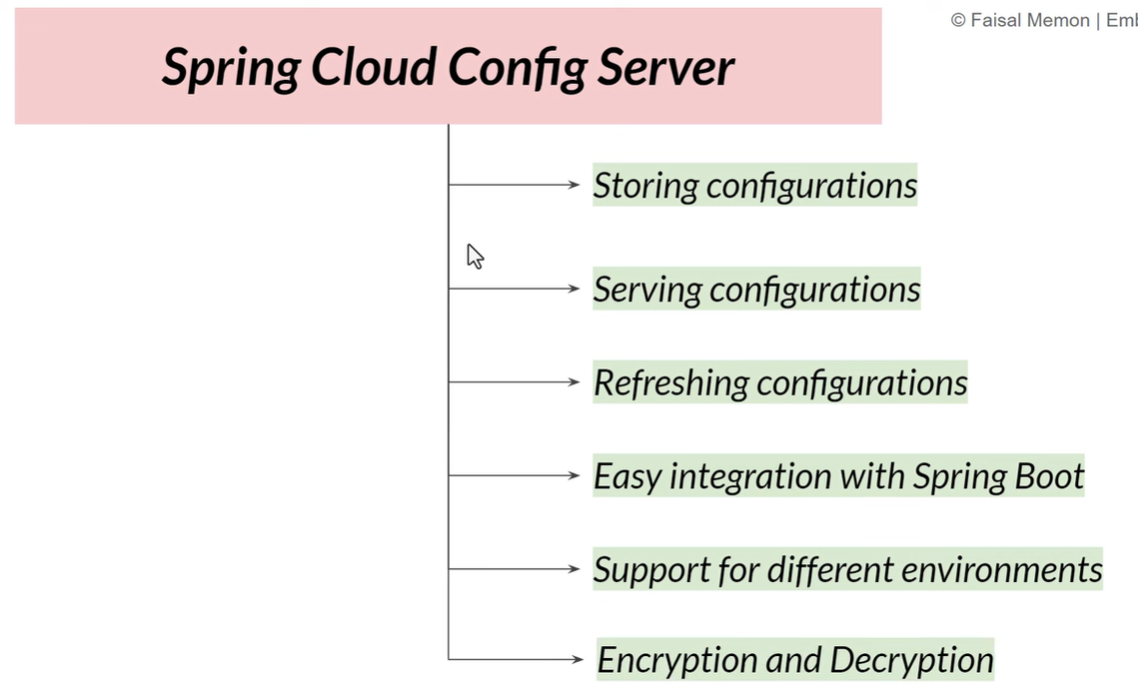 © Faisal Memon | Emb
Spring Cloud Config Server
Storing configurations
Serving configurations
Refreshing configurations
Easy integration with Spring Boot
Support for different environments
Encryption and Decryption